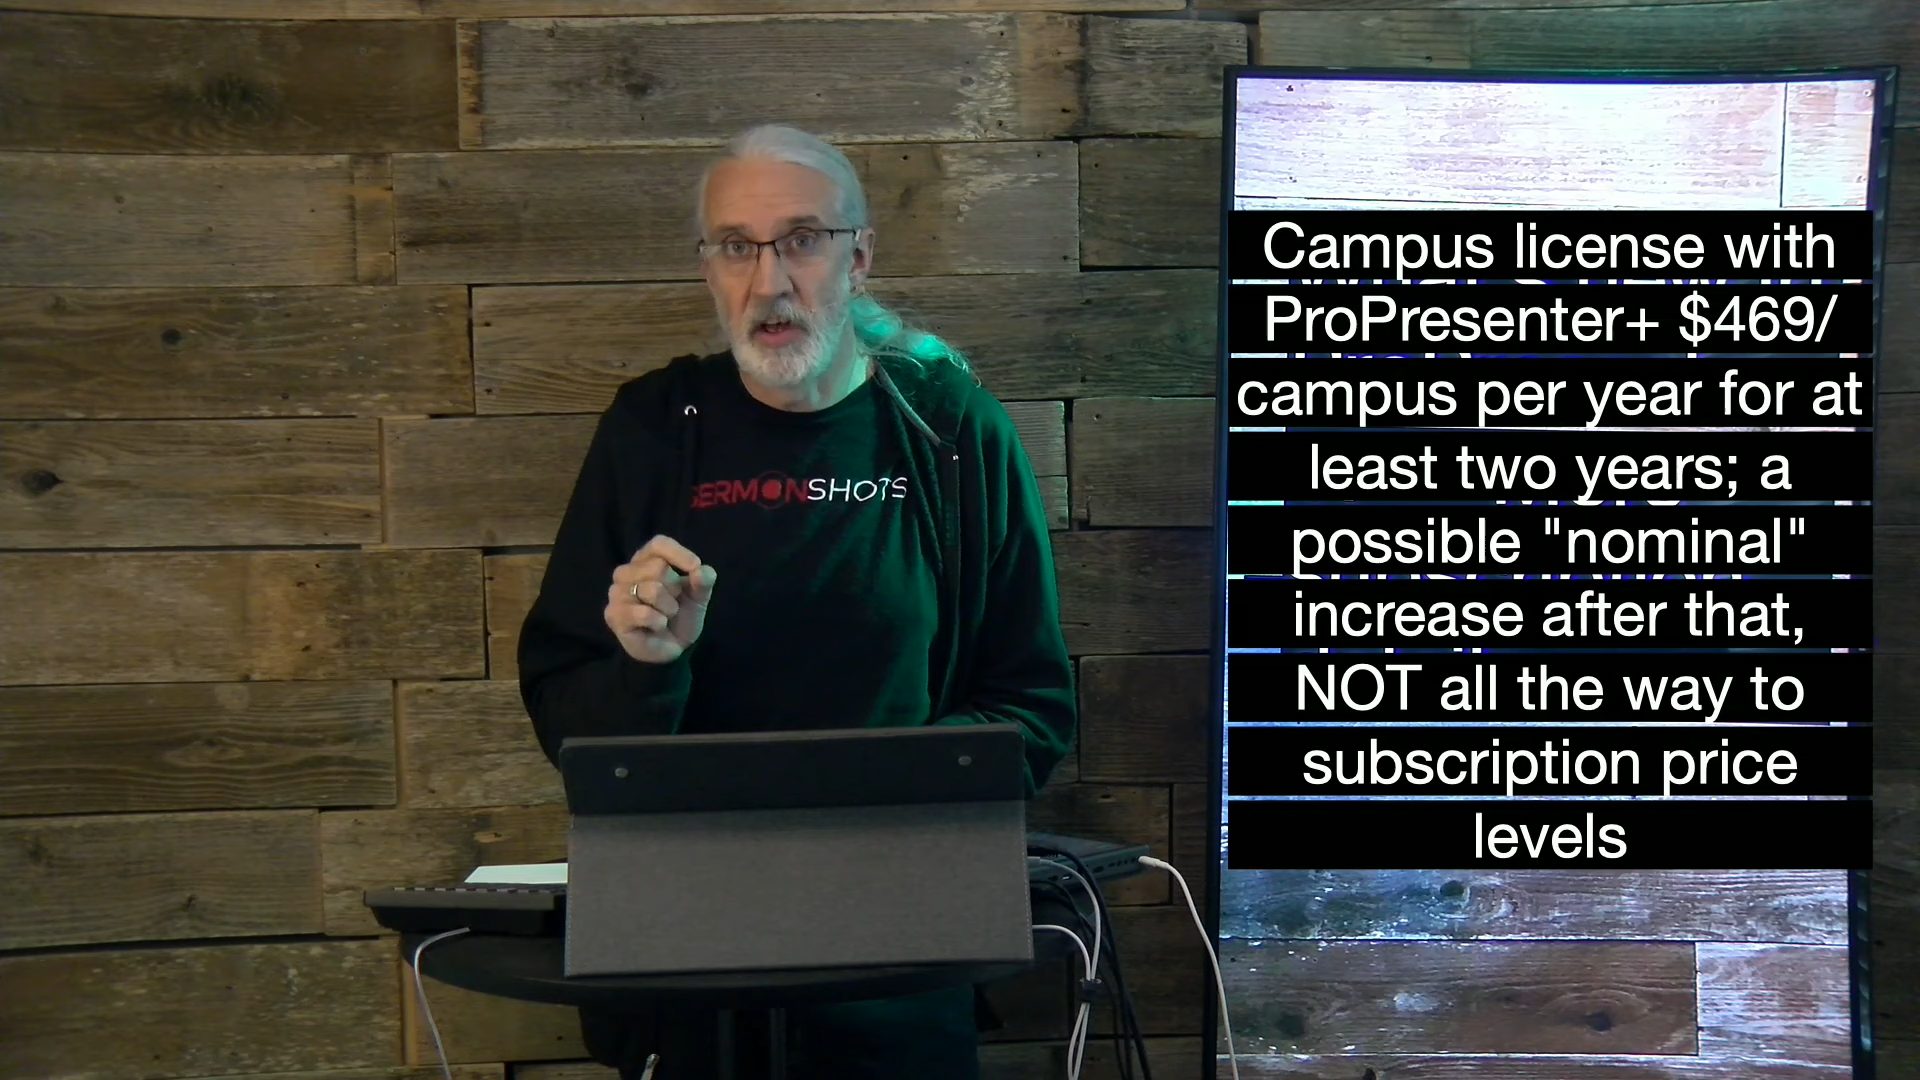 SERMONSHOTS
Campus license with
ProPresenter+ $469/
campus per year for at
least two years; a
possible "nominal"
increase after that,
NOT all the way to
subscription price
levels